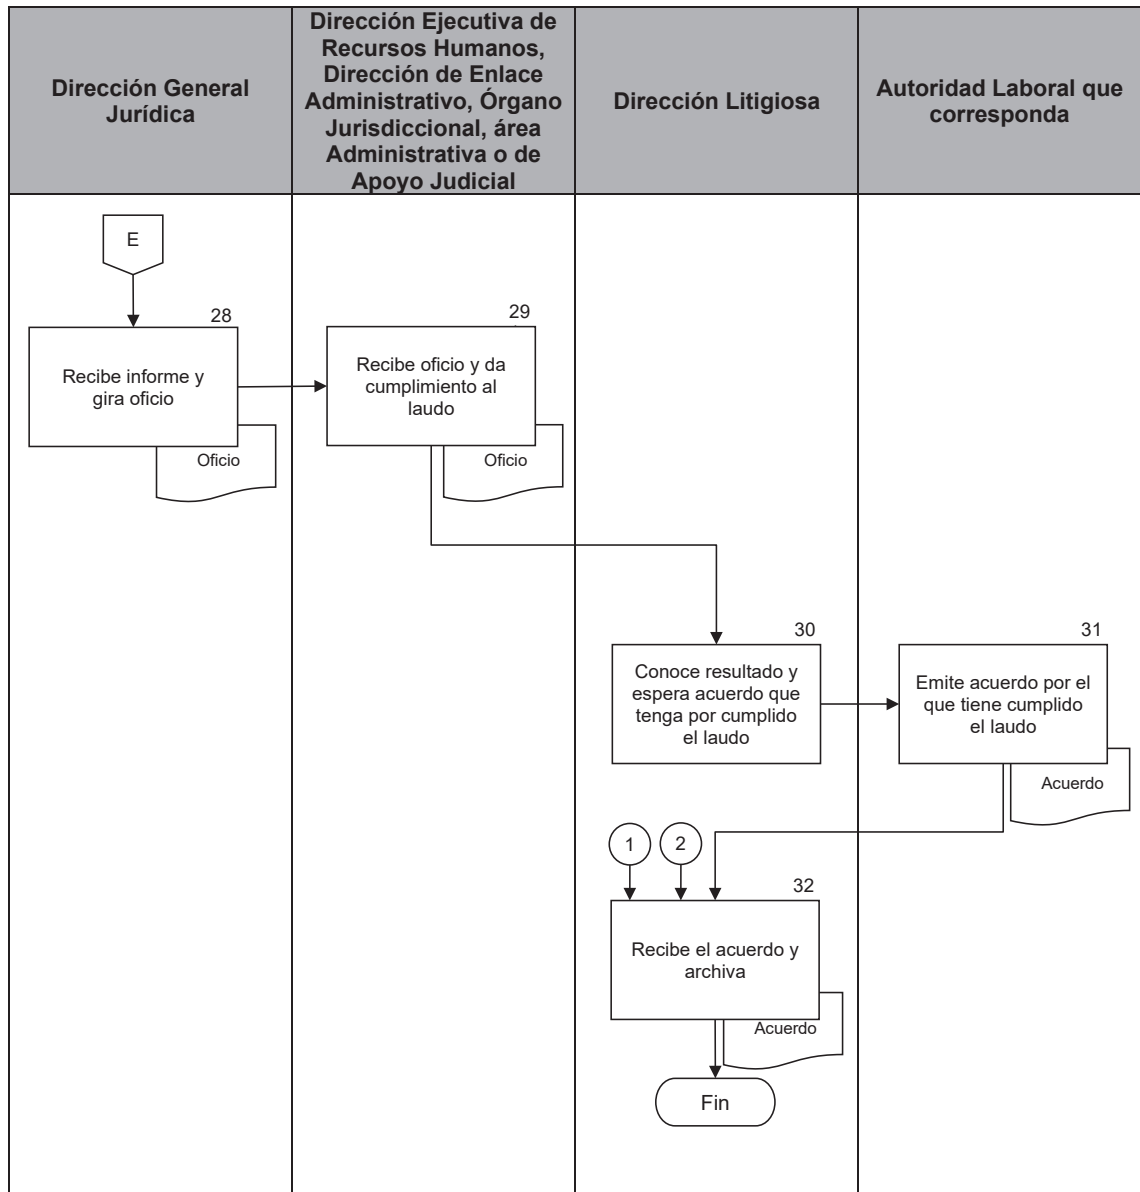 Dirección General
Jurídica
Dirección Ejecutiva de
Recursos Humanos,
Dirección de Enlace
Administrativo, Órgano
Jurisdiccional, área
Administrativa o de
Apoyo Judicial
Dirección Litigiosa
Autoridad Laboral que
corresponda
E
28
Recibe informe y
gira oficio
Oficio
29
Recibe oficio y da
cumplimiento al
laudo
Oficio
30
Conoce resultado y
espera acuerdo que
tenga por cumplido
el laudo
31
Emite acuerdo por el
que tiene cumplido
el laudo
Acuerdo
1
2
32
Recibe el acuerdo y
archiva
Acuerdo
Fin